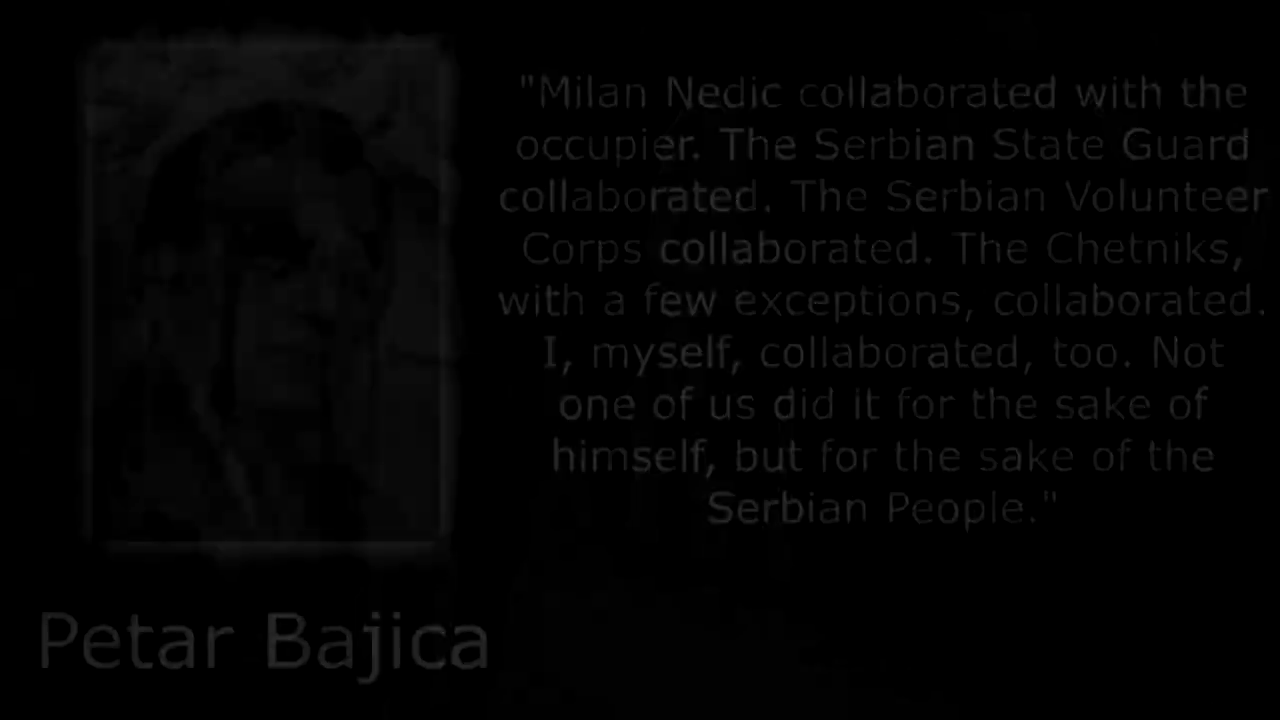 "Milan Nedic collaborated with the
occupier. The Serbian State Guard
collaborated. The Serbian Volunteer
Corps collaborated. The Chetniks,
with a few exceptions, collaborated.
I, myself, collaborated, too. Not
one of us did it for the sake of
himself, but for the sake of the
Serbian People."
Petar Bajica